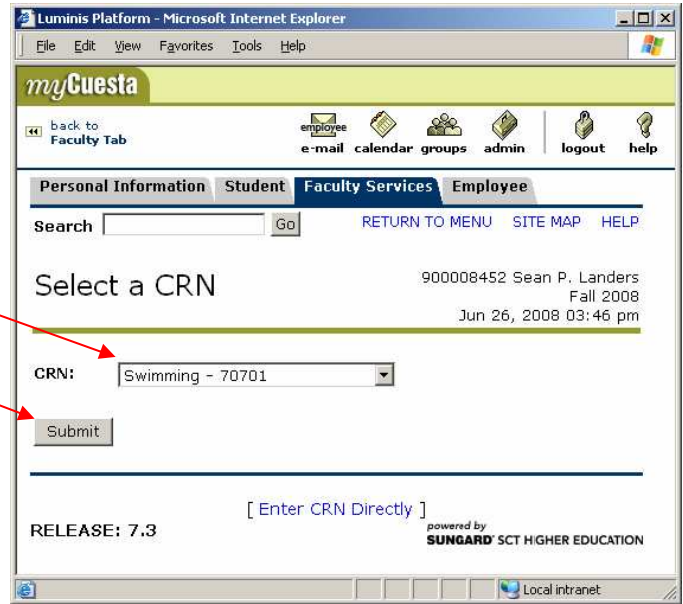 Luminis Platform - Microsoft Internet Explorer
File Edit View Favorites Tools Help
myCuesta
back to
Faculty Tab
employee
e-mail calendar groups admin logout help
Personal Information Student Faculty Services Employee
Search Go RETURN TO MENU SITE MAP HELP
Select a CRN
900008452 Sean P. Landers
Fall 2008
Jun 26, 2008 03:46 pm
CRN: Swimming - 70701
Submit
[ Enter CRN Directly ]
RELEASE: 7.3
powered by
SUNGARD® SCT HIGHER EDUCATION
Local intranet